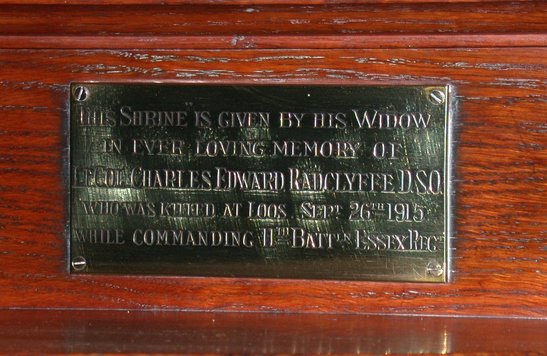 THIS SHRINE IS GIVEN BY HIS WIDOW
IN EVER LOVING MEMORY OF
LT COL CHARLES EDWARD RADCLYFFE D.S.O.
WHO WAS KILLED AT LOOS. SEPT 26TH 1915.
WHILE COMMANDING 11TH BATTN ESSEX REG.